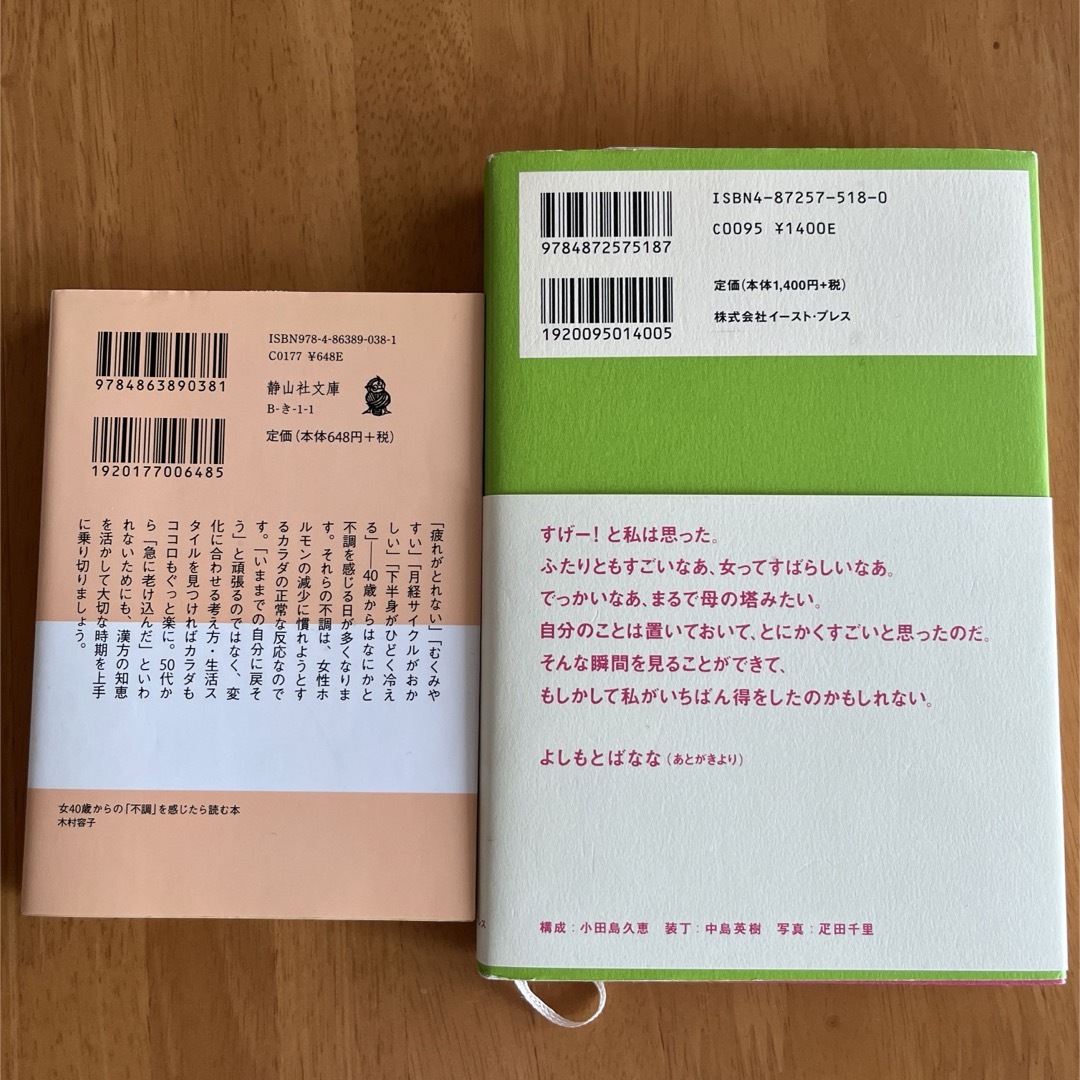 9784863890381
ISBN978-4-86389-038-1
C0177 ¥648E
静山社文庫
B-き-1-1
定価(本体648円+税)
1920177006485
「疲れがとれない」「むくみや
すい」「月経サイクルがおか
しい」「下半身がひどく冷え
る」――40歳からはなにかと
不調を感じる日が多くなりま
す。それらの不調は、女性ホ
ルモンの減少に慣れようとす
るカラダの正常な反応なので
す。「いままでの自分に戻そ
う」と頑張るのではなく、変
化に合わせる考え方・生活ス
タイルを見つければカラダも
ココロもぐっと楽に。50代か
ら「急に老け込んだ」といわ
れないためにも、漢方の知恵
を活かして大切な時期を上手
に乗り切りましょう。
女40歳からの「不調」を感じたら読む本
木村容子
9784872575187
ISBN4-87257-518-0
C0095 ¥1400E
1920095014005
定価(本体1,400円+税)
株式会社イースト・プレス
すげー! と私は思った。
ふたりともすごいなあ、女ってすばらしいなあ。
でっかいなあ、まるで母の塔みたい。
自分のことは置いておいて、とにかくすごいと思ったのだ。
そんな瞬間を見ることができて、
もしかして私がいちばん得をしたのかもしれない。
よしもとばなな(あとがきより)
構成:小田島久恵 装丁:中島英樹 写真:疋田千里
レス